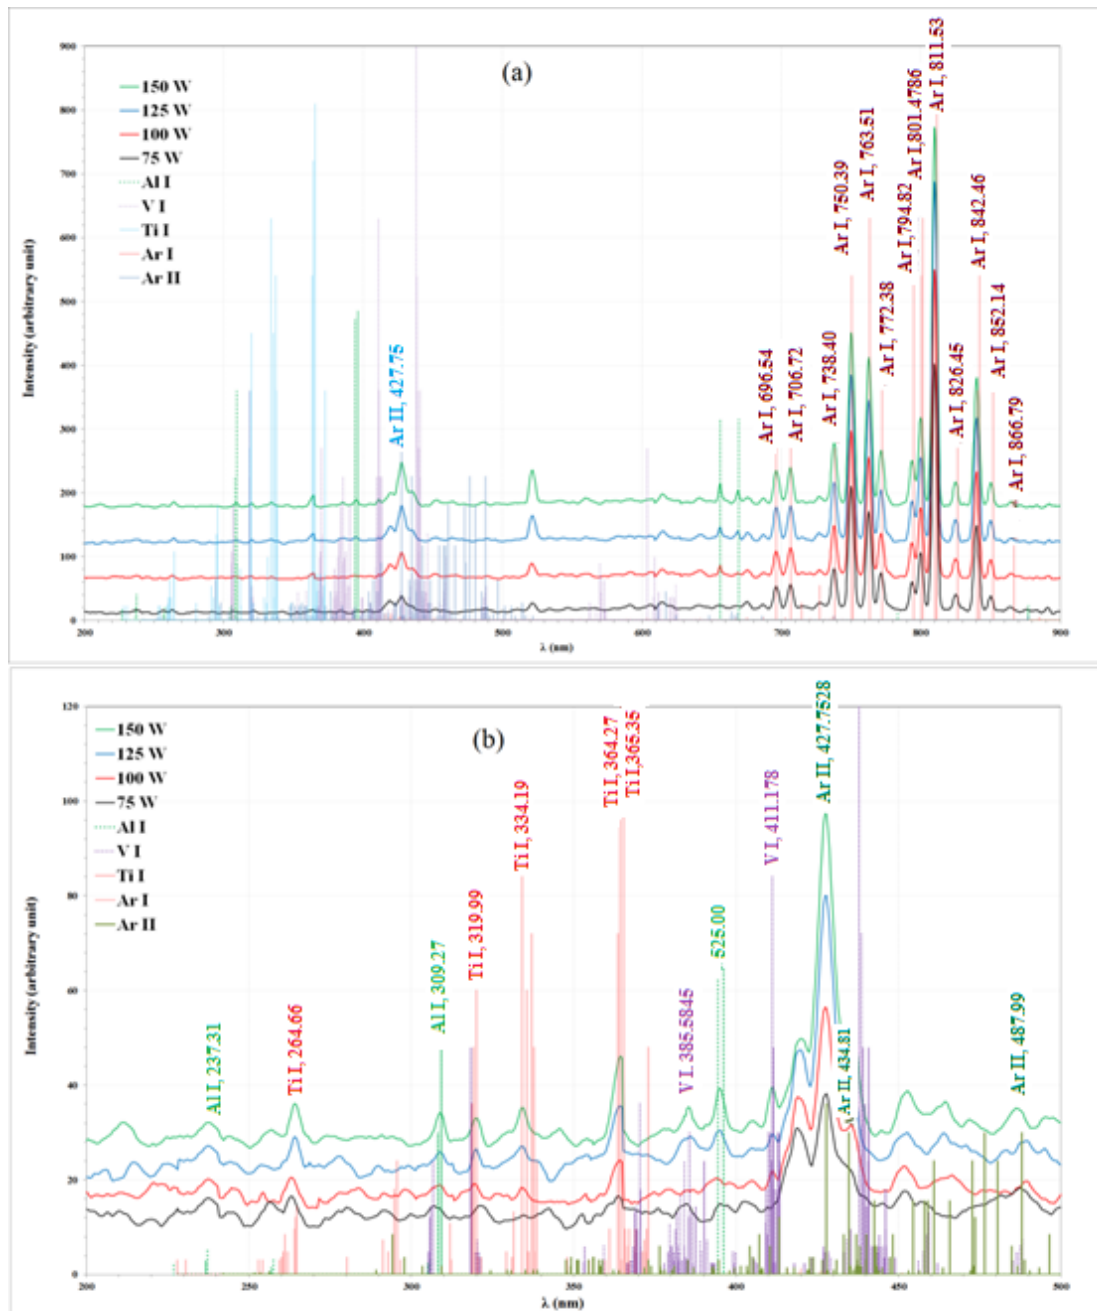 (a)
900
800
700
600
500
400
300
200
100
0
Intensity (arbitrary unit)
150 W
125 W
100 W
75 W
Al I
V I
Ti I
Ar I
Ar II
Ar II, 427.75
Ar I, 696.54
Ar I, 706.72
Ar I, 738.40
Ar I, 750.39
Ar I, 763.51
Ar I, 772.38
Ar I, 794.82
Ar I, 801.4786
Ar I, 811.53
Ar I, 826.45
Ar I, 842.46
Ar I, 852.14
Ar I, 866.79
200 300 400 500 600 700 800 900
λ (nm)
(b)
120
100
80
60
40
20
0
Intensity (arbitrary unit)
150 W
125 W
100 W
75 W
Al I
V I
Ti I
Ar I
Ar II
Al I, 237.31
Ti I, 264.66
Al I, 309.27
Ti I, 319.99
Ti I, 334.19
Ti I, 364.27
Ti I,365.35
V I. 385.5845
525.00
V I, 411.178
Ar II, 427.7528
Ar II, 434.81
Ar II, 487.99
200 250 300 350 400 450 500
λ (nm)